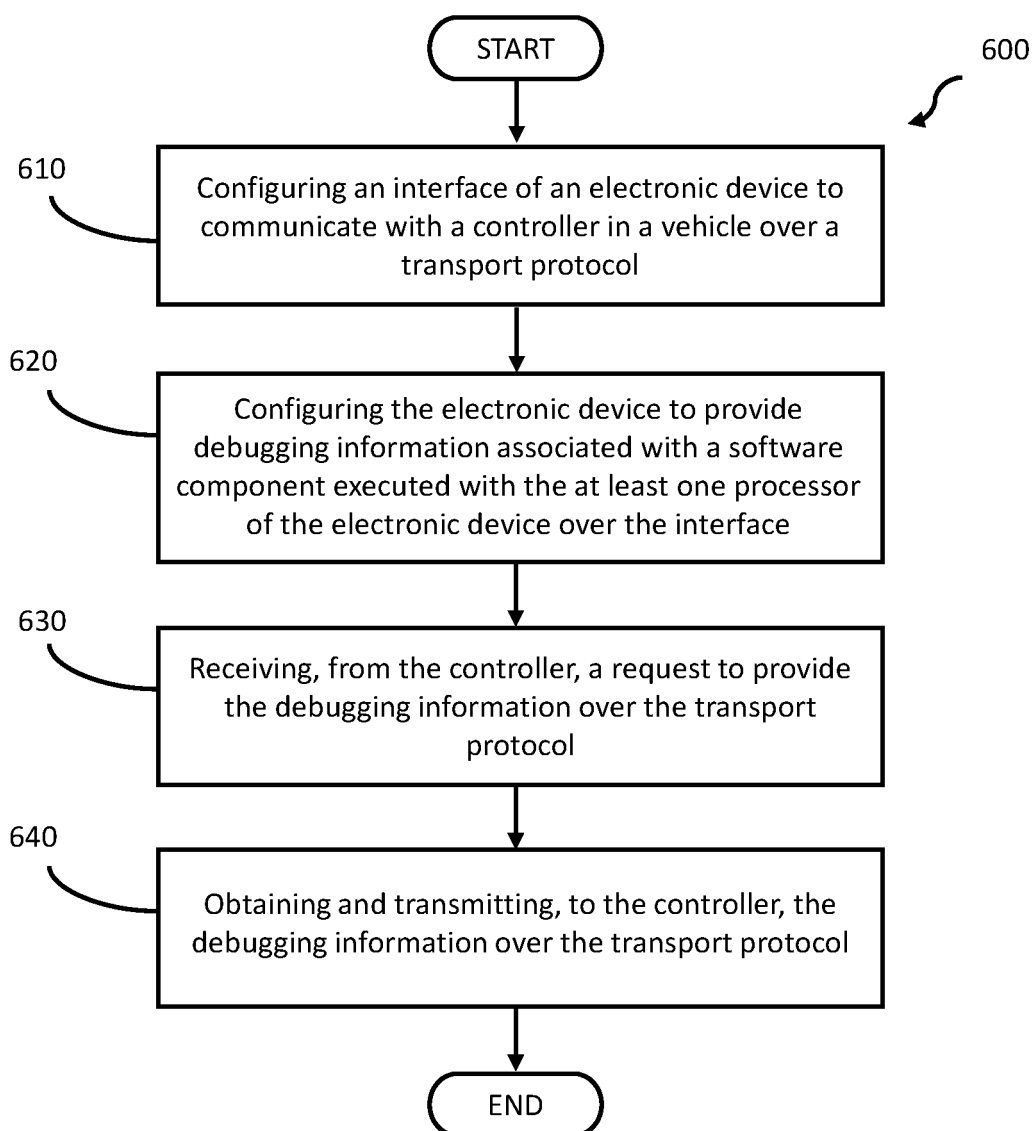 START
600
610
Configuring an interface of an electronic device to
communicate with a controller in a vehicle over a
transport protocol
620
Configuring the electronic device to provide
debugging information associated with a software
component executed with the at least one processor
of the electronic device over the interface
630
Receiving, from the controller, a request to provide
the debugging information over the transport
protocol
640
Obtaining and transmitting, to the controller, the
debugging information over the transport protocol
END